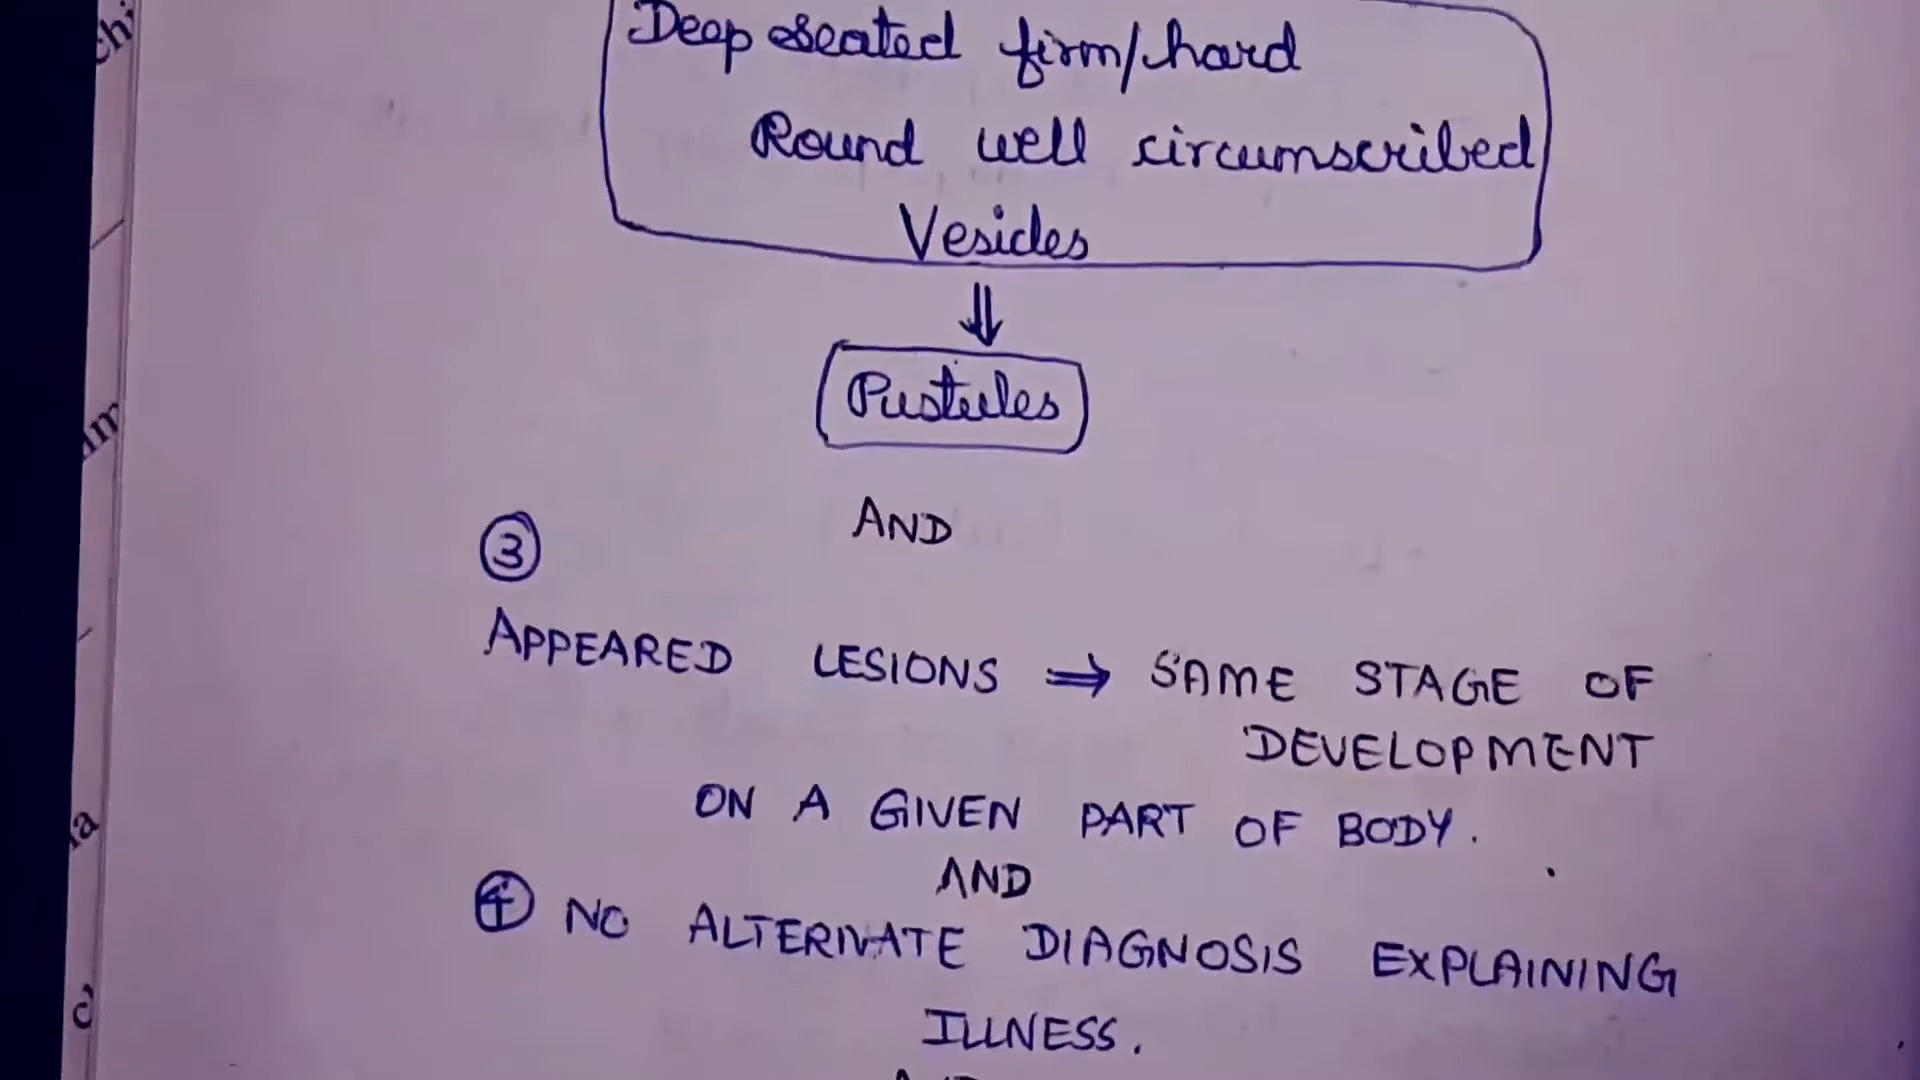 Deep seated firm/hard
Round well circumscribed
Vesicles
⇓
Pustules
AND
③
APPEARED LESIONS ⇒ SAME STAGE OF
DEVELOPMENT
ON A GIVEN PART OF BODY.
AND
④ NO ALTERNATE DIAGNOSIS EXPLAINING
ILLNESS.